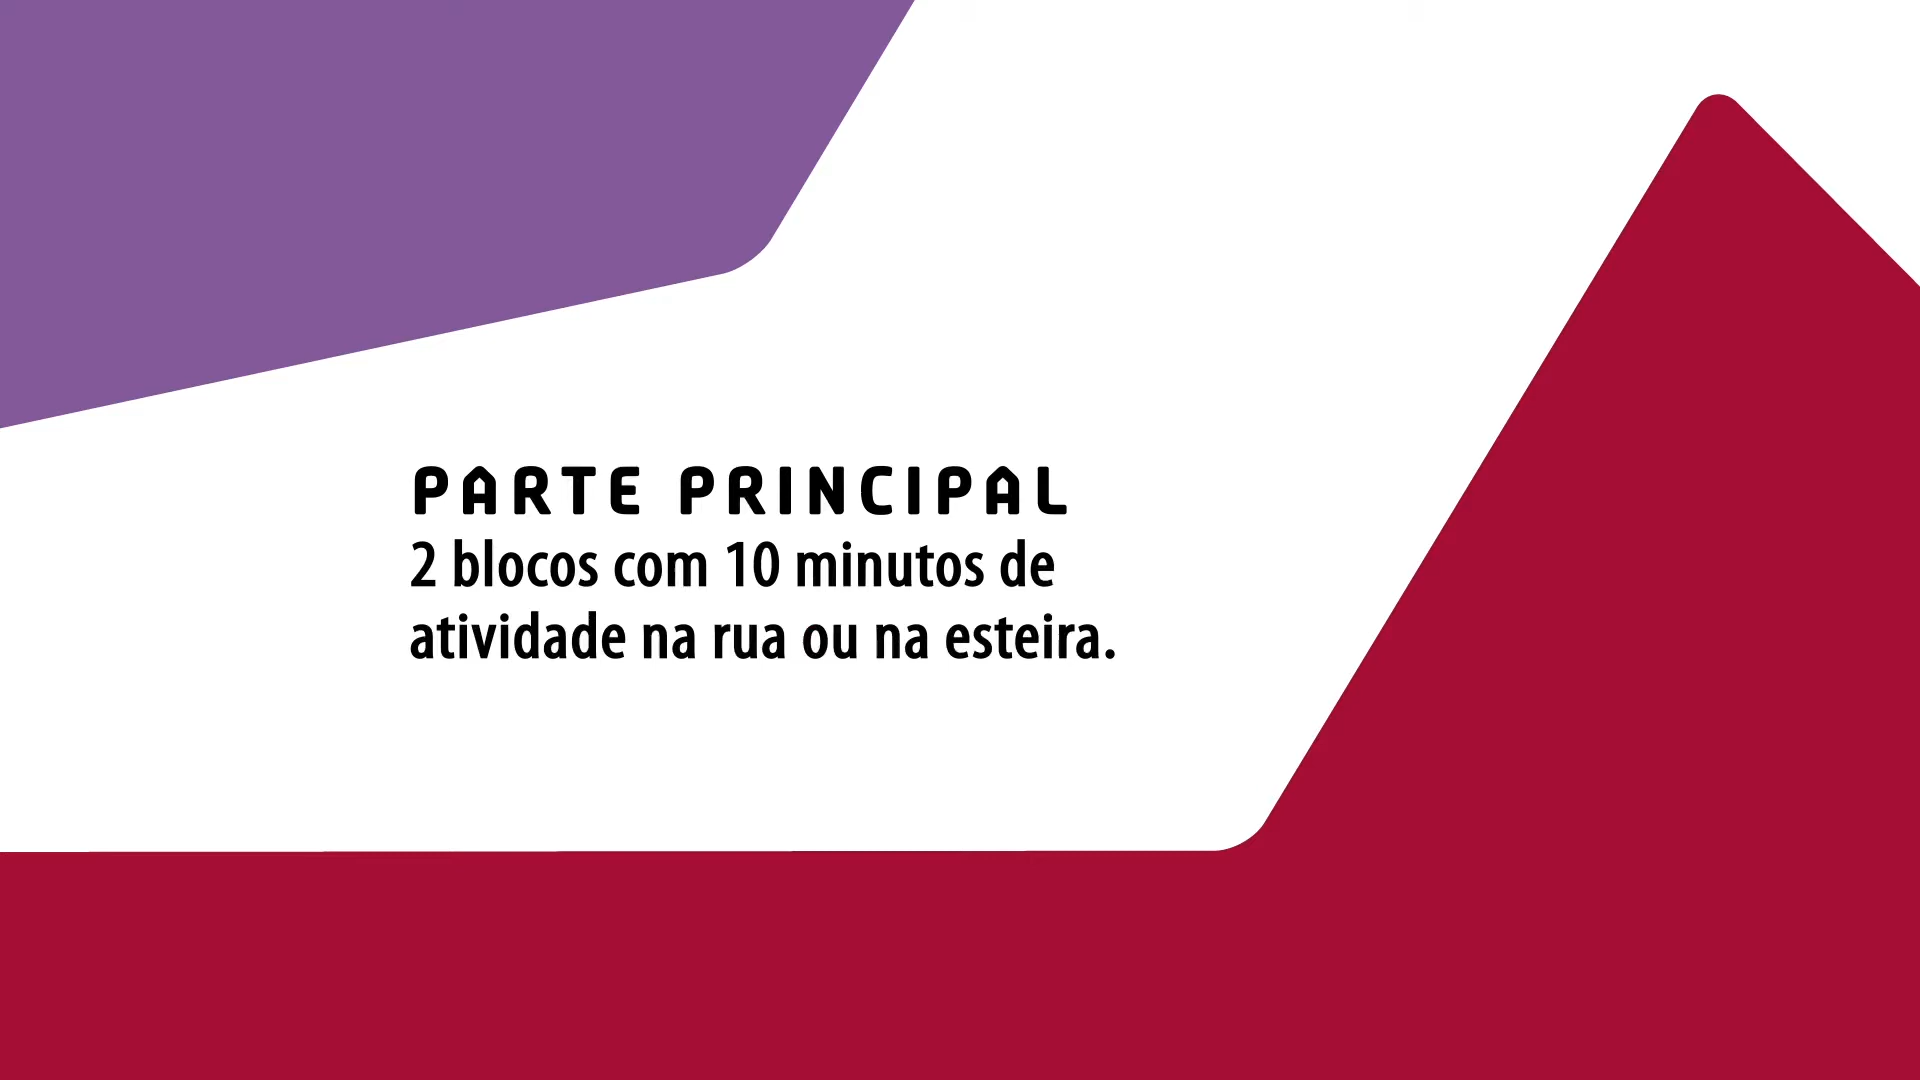 PARTE PRINCIPAL
2 blocos com 10 minutos de
atividade na rua ou na esteira.